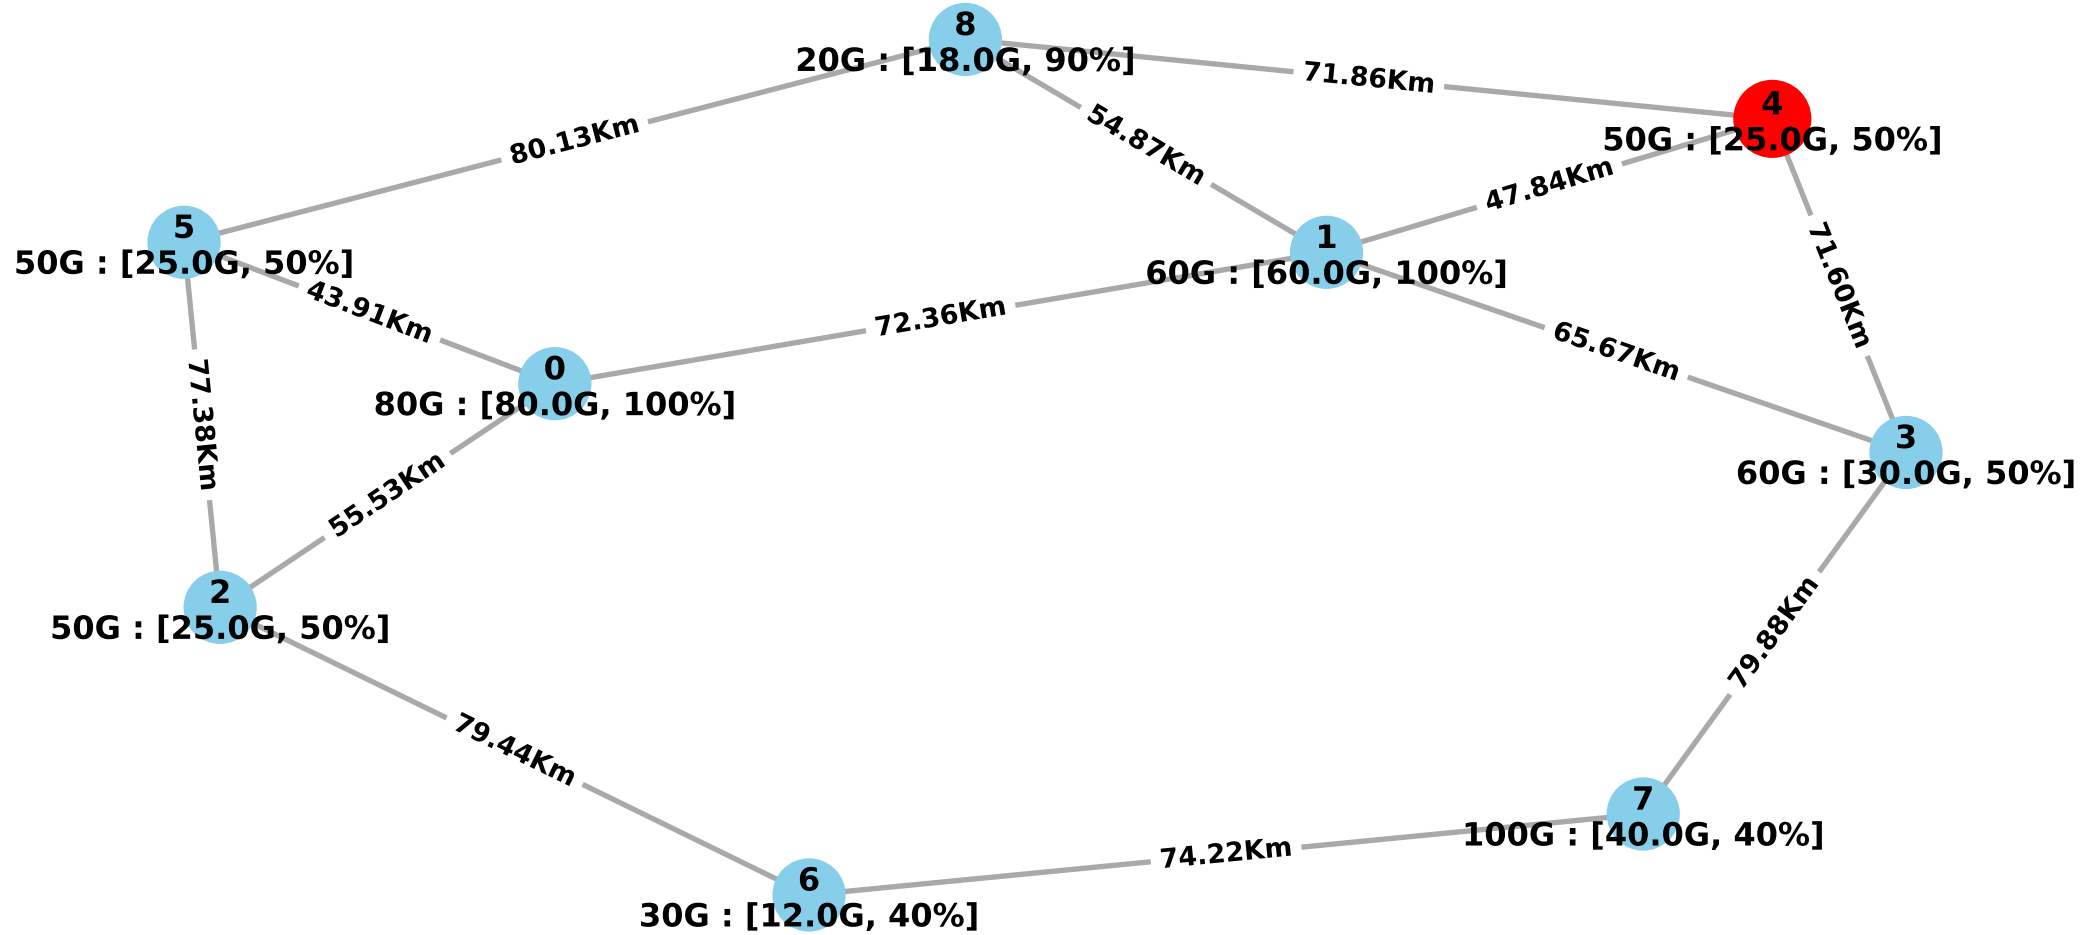 8
20G : [18.0G, 90%]
71.86Km
4
50G : [25.0G, 50%]
54.87Km
80.13Km
47.84Km
5
50G : [25.0G, 50%]
1
60G : [60.0G, 100%]
71.60Km
43.91Km
72.36Km
65.67Km
0
80G : [80.0G, 100%]
77.38Km
3
60G : [30.0G, 50%]
55.53Km
2
50G : [25.0G, 50%]
79.88Km
79.44Km
7
100G : [40.0G, 40%]
74.22Km
6
30G : [12.0G, 40%]